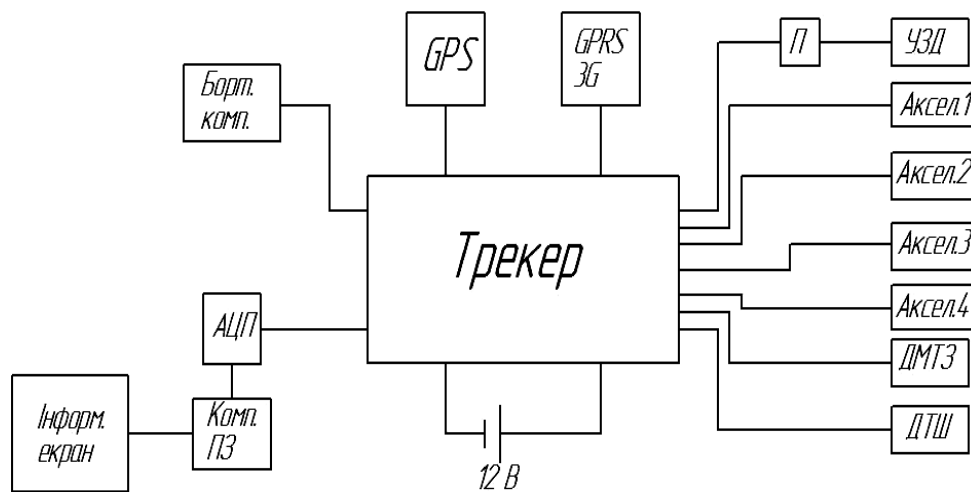 GPS
GPRS
3G
П
УЗД
Борт.
комп.
Аксел.1
Аксел.2
Трекер
Аксел.3
Аксел.4
АЦП
ДМТЗ
Інформ.
екран
Комп.
ПЗ
ДТШ
12 В